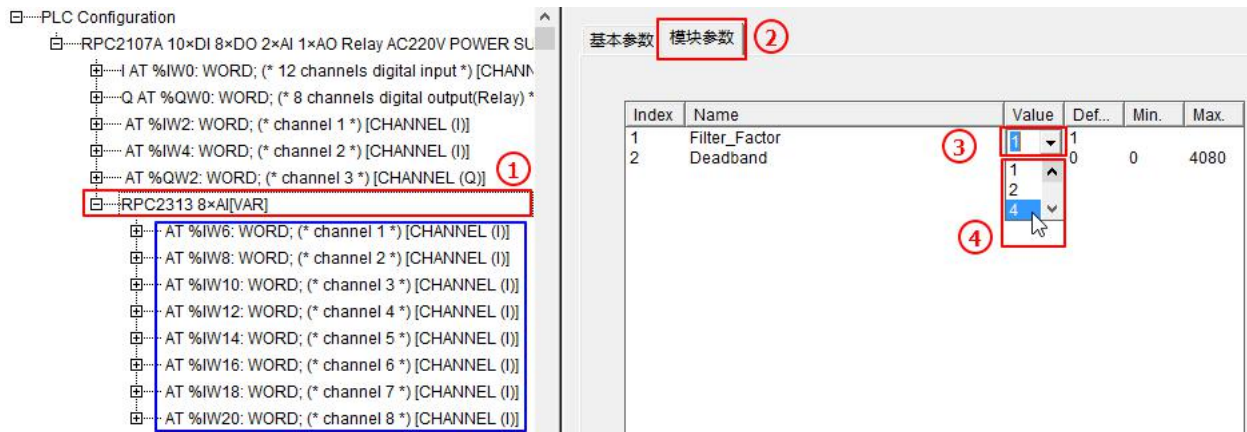 PLC Configuration
RPC2107A 10×DI 8×DO 2×AI 1×AO Relay AC220V POWER SU
I AT %IW0: WORD; (* 12 channels digital input *) [CHANN
Q AT %QW0: WORD; (* 8 channels digital output(Relay) *
AT %IW2: WORD; (* channel 1 *) [CHANNEL (I)]
AT %IW4: WORD; (* channel 2 *) [CHANNEL (I)]
AT %QW2: WORD; (* channel 3 *) [CHANNEL (Q)]
①
RPC2313 8×AI[VAR]
AT %IW6: WORD; (* channel 1 *) [CHANNEL (I)]
AT %IW8: WORD; (* channel 2 *) [CHANNEL (I)]
AT %IW10: WORD; (* channel 3 *) [CHANNEL (I)]
AT %IW12: WORD; (* channel 4 *) [CHANNEL (I)]
AT %IW14: WORD; (* channel 5 *) [CHANNEL (I)]
AT %IW16: WORD; (* channel 6 *) [CHANNEL (I)]
AT %IW18: WORD; (* channel 7 *) [CHANNEL (I)]
AT %IW20: WORD; (* channel 8 *) [CHANNEL (I)]
基本参数 模块参数 ②
Index Name Value Def... Min. Max.
1 Filter_Factor ③ 1 1
2 Deadband 0 0 4080
1
2
4
④